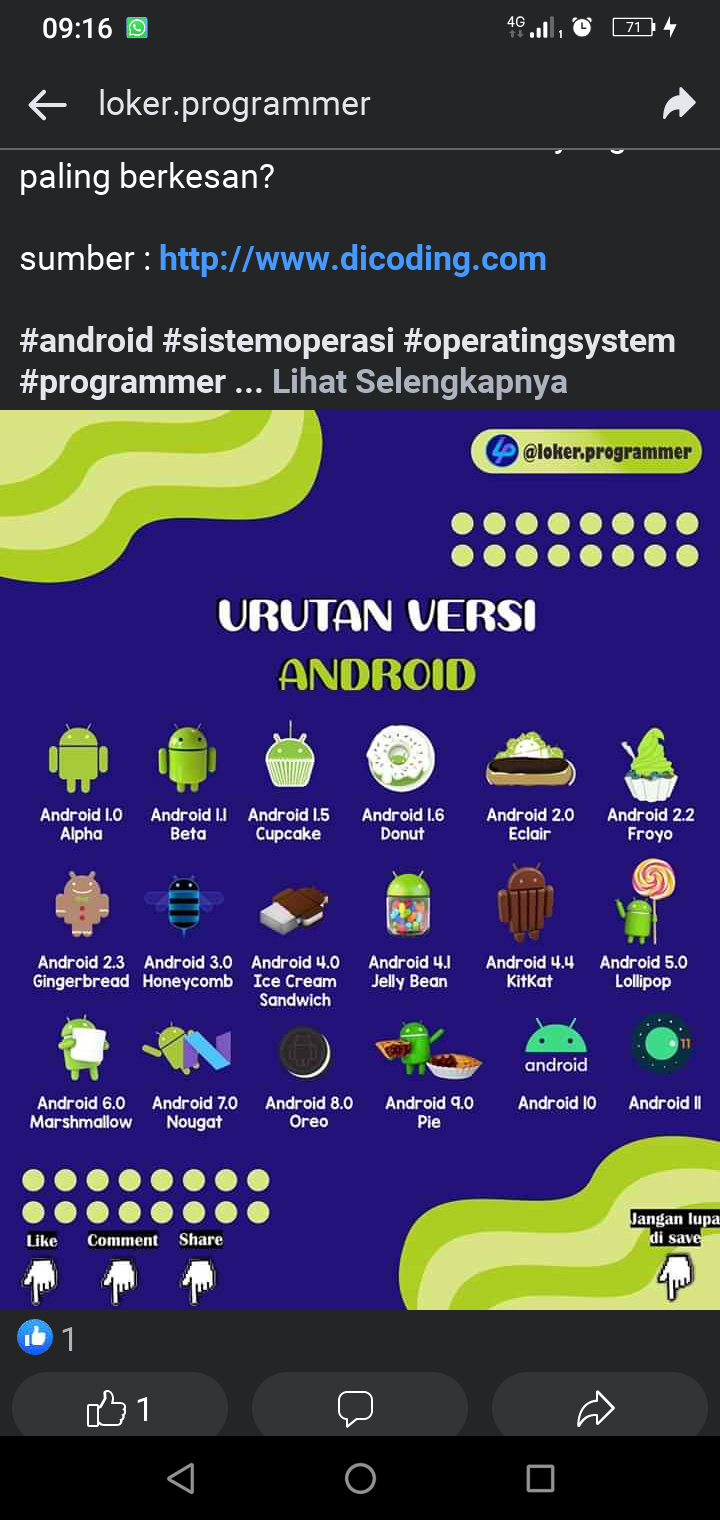 09:16
4G
1
71
loker.programmer
paling berkesan?
sumber : http://www.dicoding.com
#android #sistemoperasi #operatingsystem
#programmer ... Lihat Selengkapnya
@loker.programmer
URUTAN VERSI
ANDROID
Android 1.0 Android 1.1 Android 1.5 Android 1.6 Android 2.0 Android 2.2
Alpha Beta Cupcake Donut Eclair Froyo
Android 2.3 Android 3.0 Android 4.0 Android 4.1 Android 4.4 Android 5.0
Gingerbread Honeycomb Ice Cream Jelly Bean KitKat Lollipop
Sandwich
android
11
Android 6.0 Android 7.0 Android 8.0 Android 9.0 Android 10 Android 11
Marshmallow Nougat Oreo Pie
Jangan lupa
di save
Like Comment Share
1
1